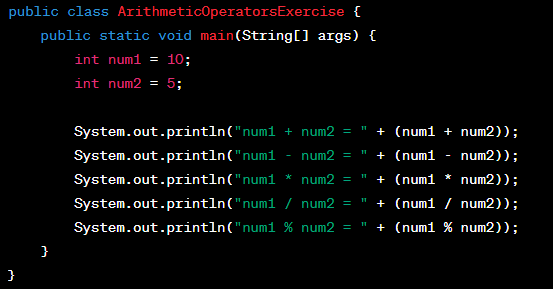 public class ArithmeticOperatorsExercise {
    public static void main(String[] args) {
        int num1 = 10;
        int num2 = 5;

        System.out.println("num1 + num2 = " + (num1 + num2));
        System.out.println("num1 - num2 = " + (num1 - num2));
        System.out.println("num1 * num2 = " + (num1 * num2));
        System.out.println("num1 / num2 = " + (num1 / num2));
        System.out.println("num1 % num2 = " + (num1 % num2));
    }
}